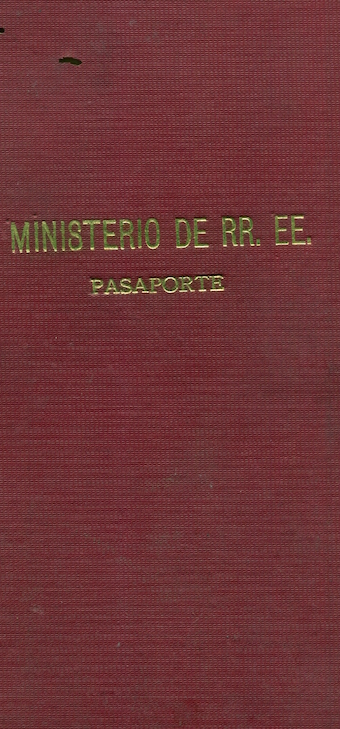 MINISTERIO DE RR. EE.
PASAPORTE